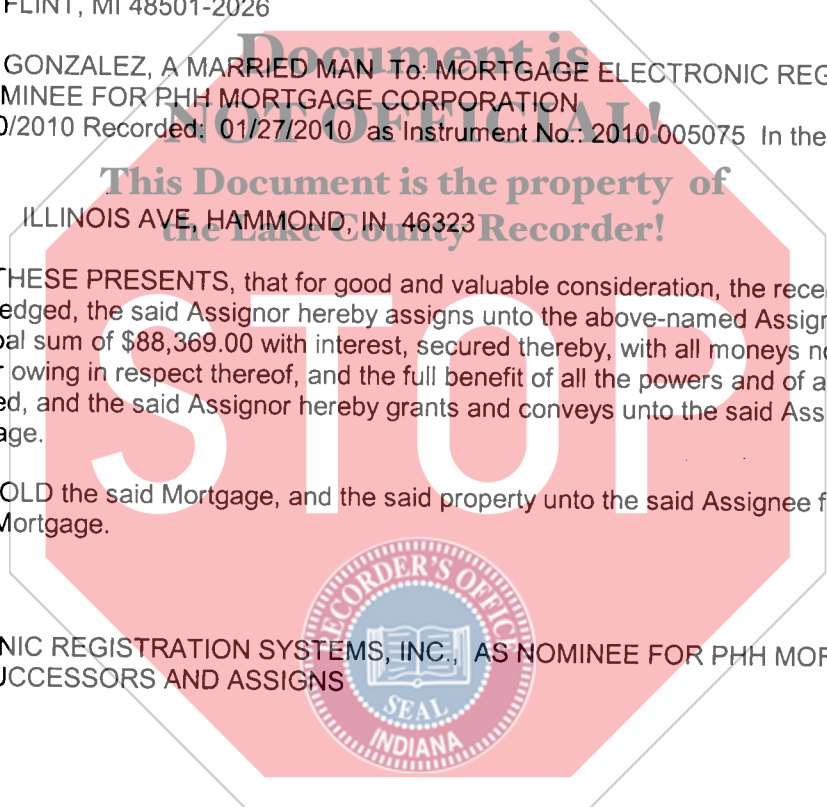 FLINT, MI 48501-2026
Document is
GONZALEZ, A MARRIED MAN To: MORTGAGE ELECTRONIC REG
MINEE FOR PHH MORTGAGE CORPORATION
NOT OFFICIAL!
0/2010 Recorded: 01/27/2010 as Instrument No.: 2010 005075 In the
This Document is the property of
ILLINOIS AVE, HAMMOND, IN 46323
the Lake County Recorder!
THESE PRESENTS, that for good and valuable consideration, the rece
edged, the said Assignor hereby assigns unto the above-named Assign
pal sum of $88,369.00 with interest, secured thereby, with all moneys no
r owing in respect thereof, and the full benefit of all the powers and of a
ed, and the said Assignor hereby grants and conveys unto the said Ass
age.
STOP
OLD the said Mortgage, and the said property unto the said Assignee f
Mortgage.
RECORDER'S OFFICE
NIC REGISTRATION SYSTEMS, INC., AS NOMINEE FOR PHH MOR
UCCESSORS AND ASSIGNS
SEAL
INDIANA